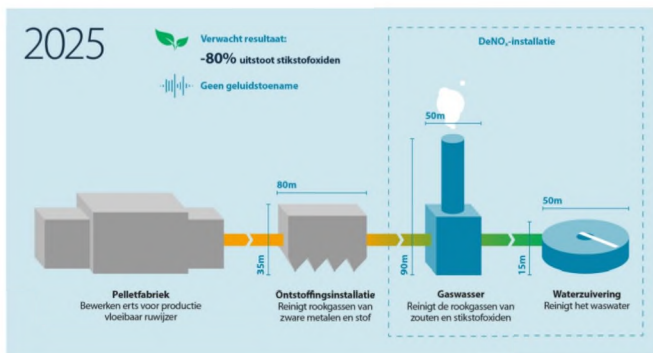 2025
Verwacht resultaat:
-80% uitstoot stikstofoxiden
Geen geluidstoename
DeNOₓ-installatie
50m
80m
50m
35m
90m
15m
Pelletfabriek
Bewerken erts voor productie
vloeibaar ruwijzer
Öntstoffingsinstallatie
Reinigt rookgassen van
zware metalen en stof
Gaswasser
Reinigt de rookgassen van
zouten en stikstofoxiden
Waterzuivering
Reinigt het waswater